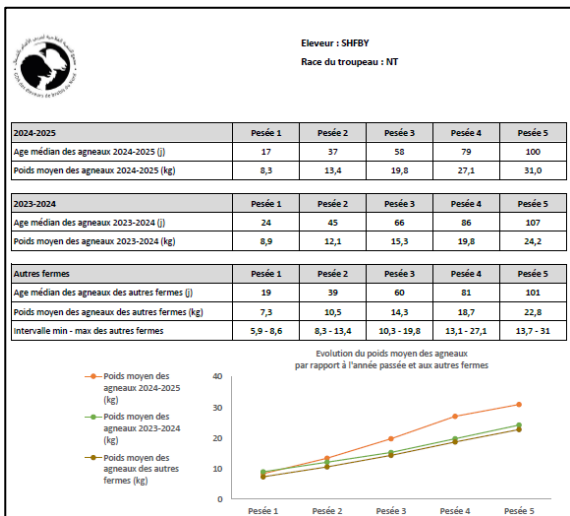 Eleveur : SHFBY
Race du troupeau : NT
2024-2025 Pesée 1 Pesée 2 Pesée 3 Pesée 4 Pesée 5
Age médian des agneaux 2024-2025 (j) 17 37 58 79 100
Poids moyen des agneaux 2024-2025 (kg) 8,3 13,4 19,8 27,1 31,0
2023-2024 Pesée 1 Pesée 2 Pesée 3 Pesée 4 Pesée 5
Age médian des agneaux 2023-2024 (j) 24 45 66 86 107
Poids moyen des agneaux 2023-2024 (kg) 8,9 12,1 15,3 19,8 24,2
Autres fermes Pesée 1 Pesée 2 Pesée 3 Pesée 4 Pesée 5
Age médian des agneaux des autres fermes (j) 19 39 60 81 101
Poids moyen des agneaux des autres fermes (kg) 7,3 10,5 14,3 18,7 22,8
Intervalle min - max des autres fermes 5,9 - 8,6 8,3 - 13,4 10,3 - 19,8 13,1 - 27,1 13,7 - 31
Evolution du poids moyen des agneaux
par rapport à l'année passée et aux autres fermes
Poids moyen des
agneaux 2024-2025
(kg)
Poids moyen des
agneaux 2023-2024
(kg)
Poids moyen des
agneaux des autres
fermes (kg)
40
30
20
10
0
Pesée 1 Pesée 2 Pesée 3 Pesée 4 Pesée 5